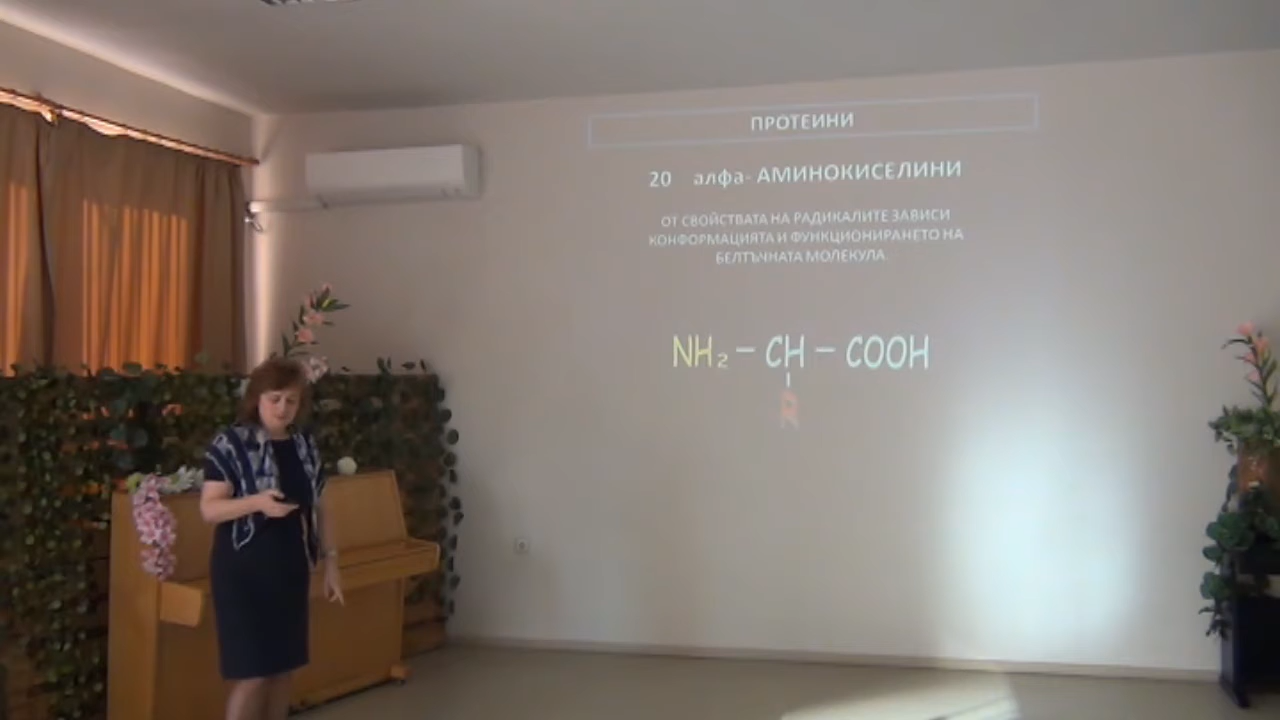 ПРОТЕИНИ
20 алфа- АМИНОКИСЕЛИНИ
ОТ СВОЙСТВАТА НА РАДИКАЛИТЕ ЗАВИСИ
КОНФОРМАЦИЯТА И ФУНКЦИОНИРАНЕТО НА
БЕЛТЪЧНАТА МОЛЕКУЛА.
NH₂ – CH – COOH
R